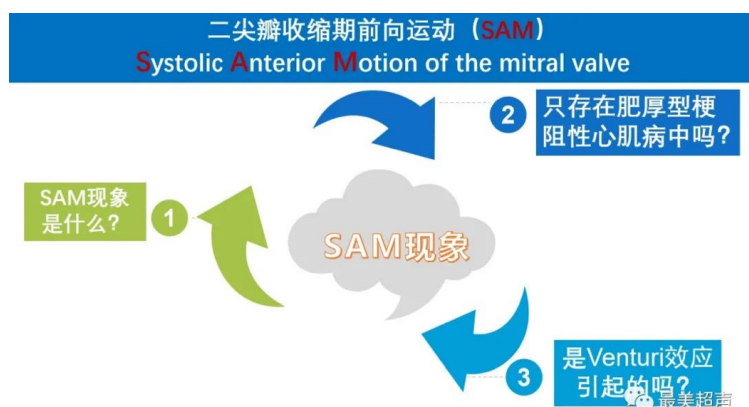 二尖瓣收缩期前向运动（SAM）
Systolic Anterior Motion of the mitral valve
2
只存在肥厚型梗
阻性心肌病中吗？
SAM现象
是什么？
1
SAM现象
3
是Venturi效应
引起的吗？
最美超声